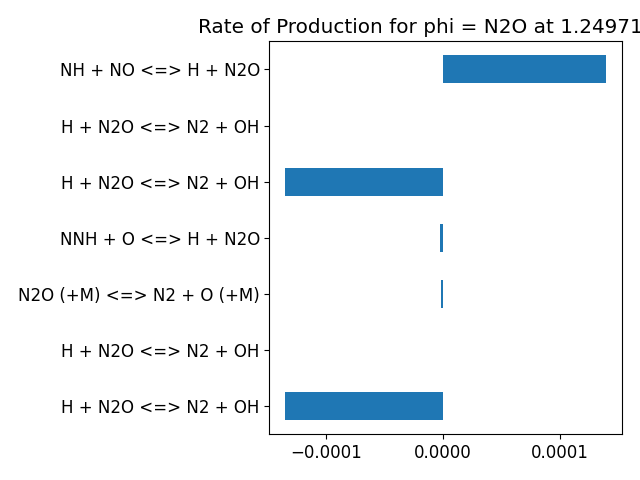 Rate of Production for phi = N2O at 1.24971
NH + NO <=> H + N2O
H + N2O <=> N2 + OH
H + N2O <=> N2 + OH
NNH + O <=> H + N2O
N2O (+M) <=> N2 + O (+M)
H + N2O <=> N2 + OH
H + N2O <=> N2 + OH
−0.0001 0.0000 0.0001